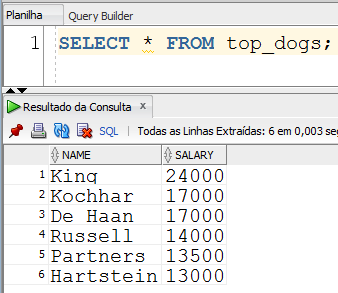 Planilha Query Builder
1 SELECT * FROM top_dogs;
Resultado da Consulta x
SQL | Todas as Linhas Extraídas: 6 em 0,003 seg
NAME SALARY
1 King 24000
2 Kochhar 17000
3 De Haan 17000
4 Russell 14000
5 Partners 13500
6 Hartstein 13000